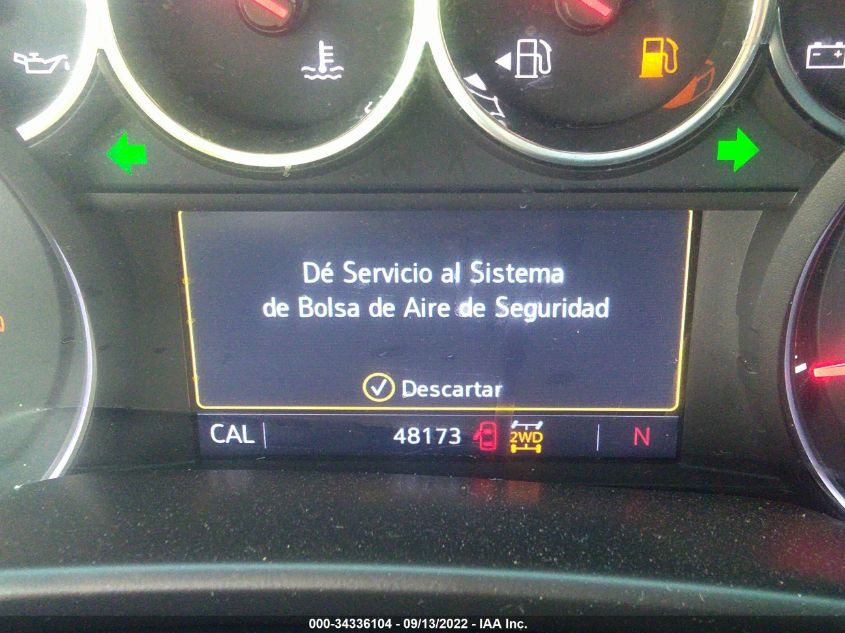 Dé Servicio al Sistema
de Bolsa de Aire de Seguridad
Descartar
CAL 48173 2WD N
000-34336104 - 09/13/2022 - IAA Inc.